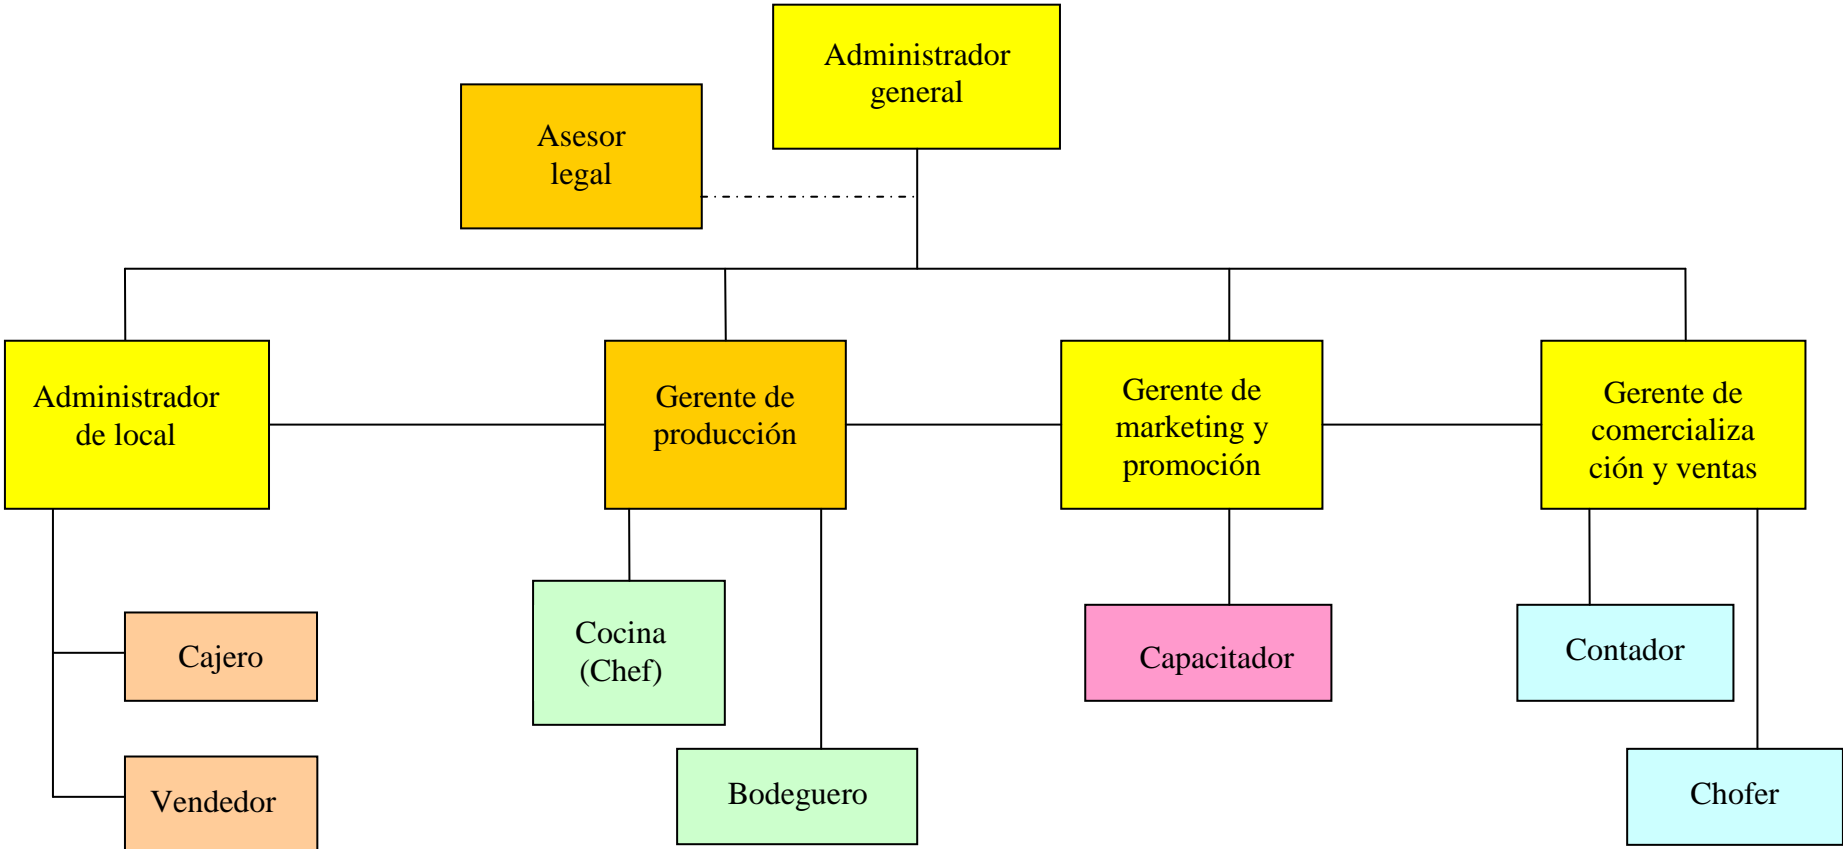 Administrador
general
Asesor
legal
Administrador
de local
Gerente de
producción
Gerente de
marketing y
promoción
Gerente de
comercializa
ción y ventas
Cajero
Vendedor
Cocina
(Chef)
Bodeguero
Capacitador
Contador
Chofer